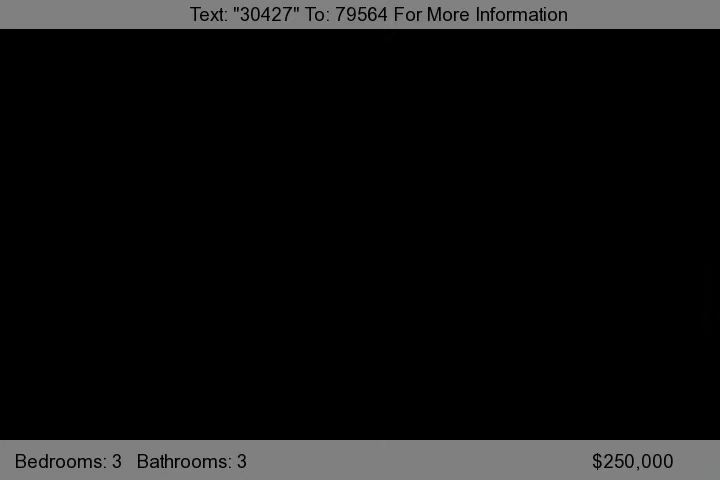 Text: "30427" To: 79564 For More Information
Bedrooms: 3 Bathrooms: 3 $250,000